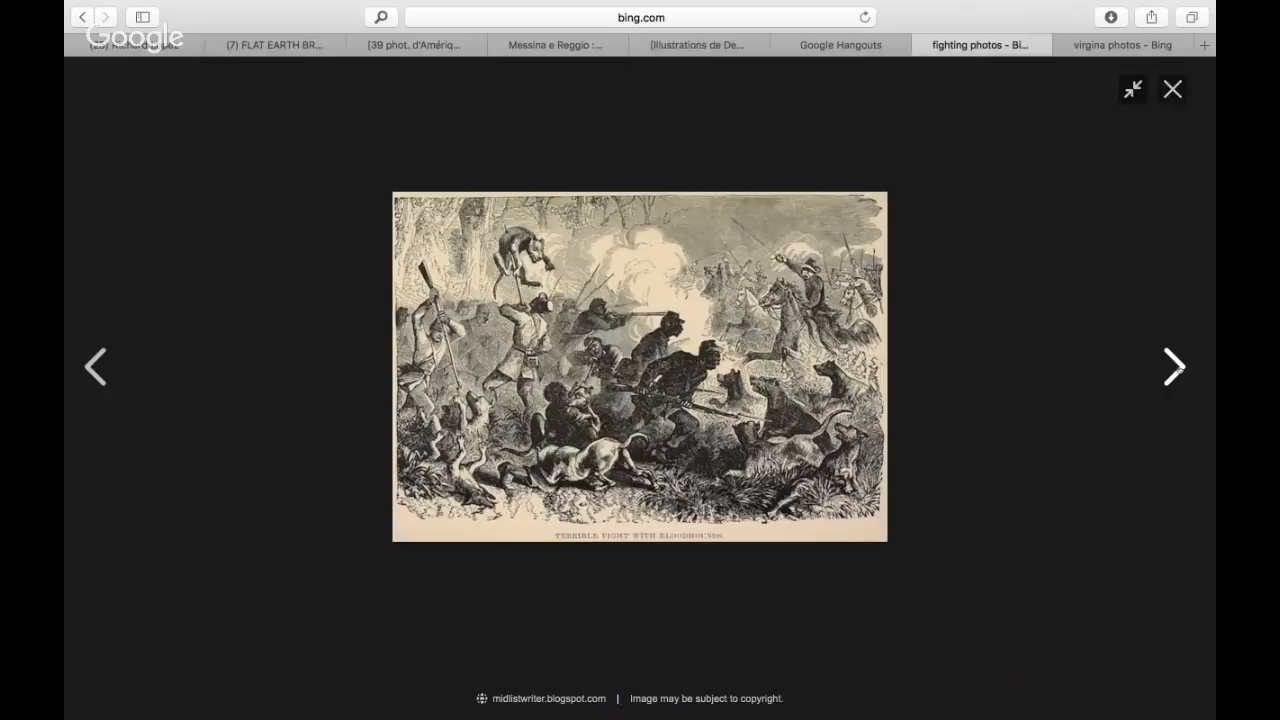 bing.com
Google
(7) FLAT EARTH BR...
[39 phot. d'Amériq...
Messina e Reggio :...
[Illustrations de De...
Google Hangouts
fighting photos - Bi...
virgina photos - Bing
TERRIBLE FIGHT WITH BLOODHOUNDS.
midlistwriter.blogspot.com | Image may be subject to copyright.